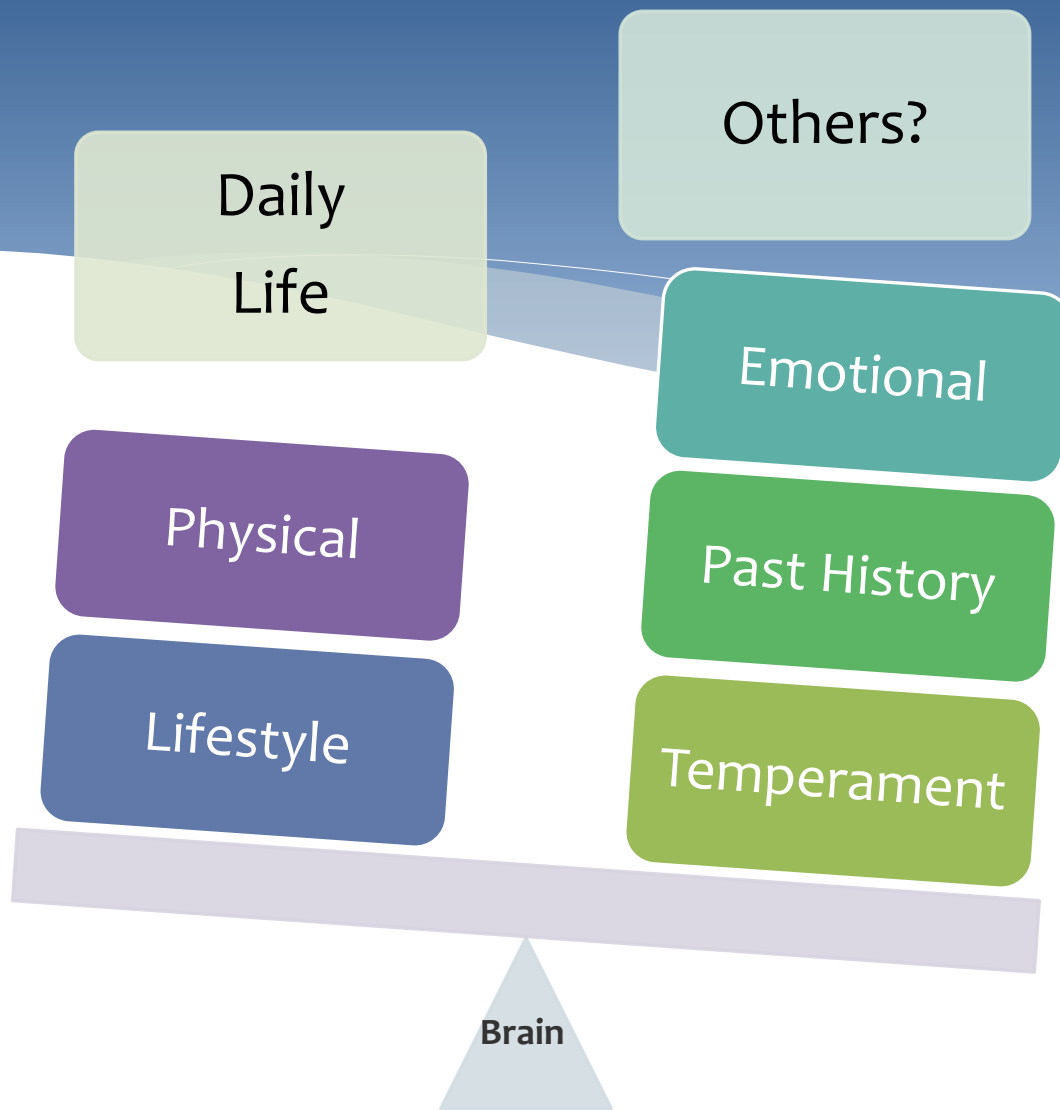 Others?
Daily
Life
Emotional
Physical
Past History
Lifestyle
Temperament
Brain